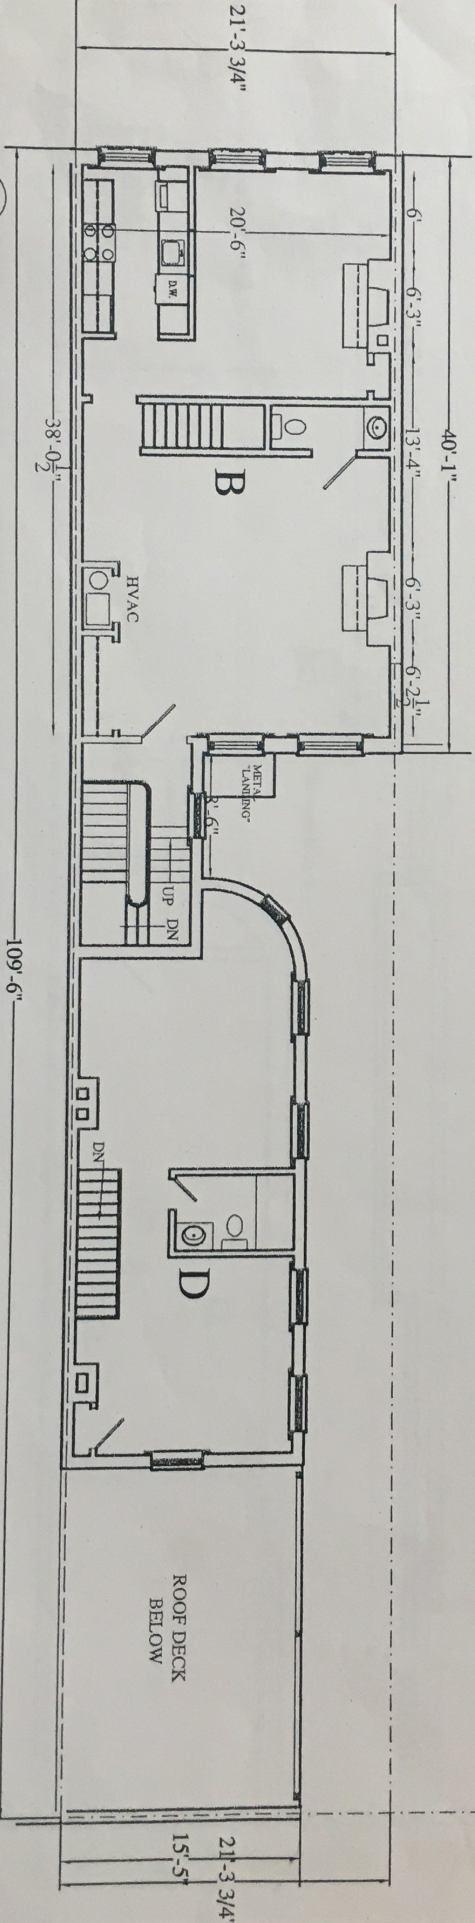 21'-3 3/4"
20'-6"
6'
6'-3"
13'-4"
40'-1"
6'-3"
6'-2 1/2"
D.W.
38'-0 1/2"
B
HVAC
METAL
"LANDING"
UP
DN
109'-6"
DN
D
ROOF DECK
BELOW
15'-5"
21'-3 3/4'